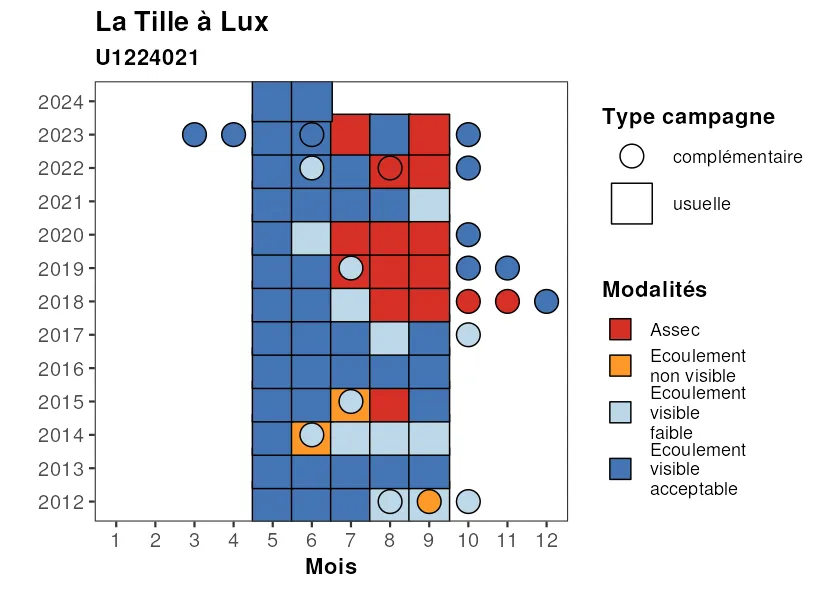 La Tille à Lux
U1224021
2024
2023
2022
2021
2020
2019
2018
2017
2016
2015
2014
2013
2012
1 2 3 4 5 6 7 8 9 10 11 12
Mois
Type campagne
complémentaire
usuelle
Modalités
Assec
Ecoulement
non visible
Ecoulement
visible
faible
Ecoulement
visible
acceptable